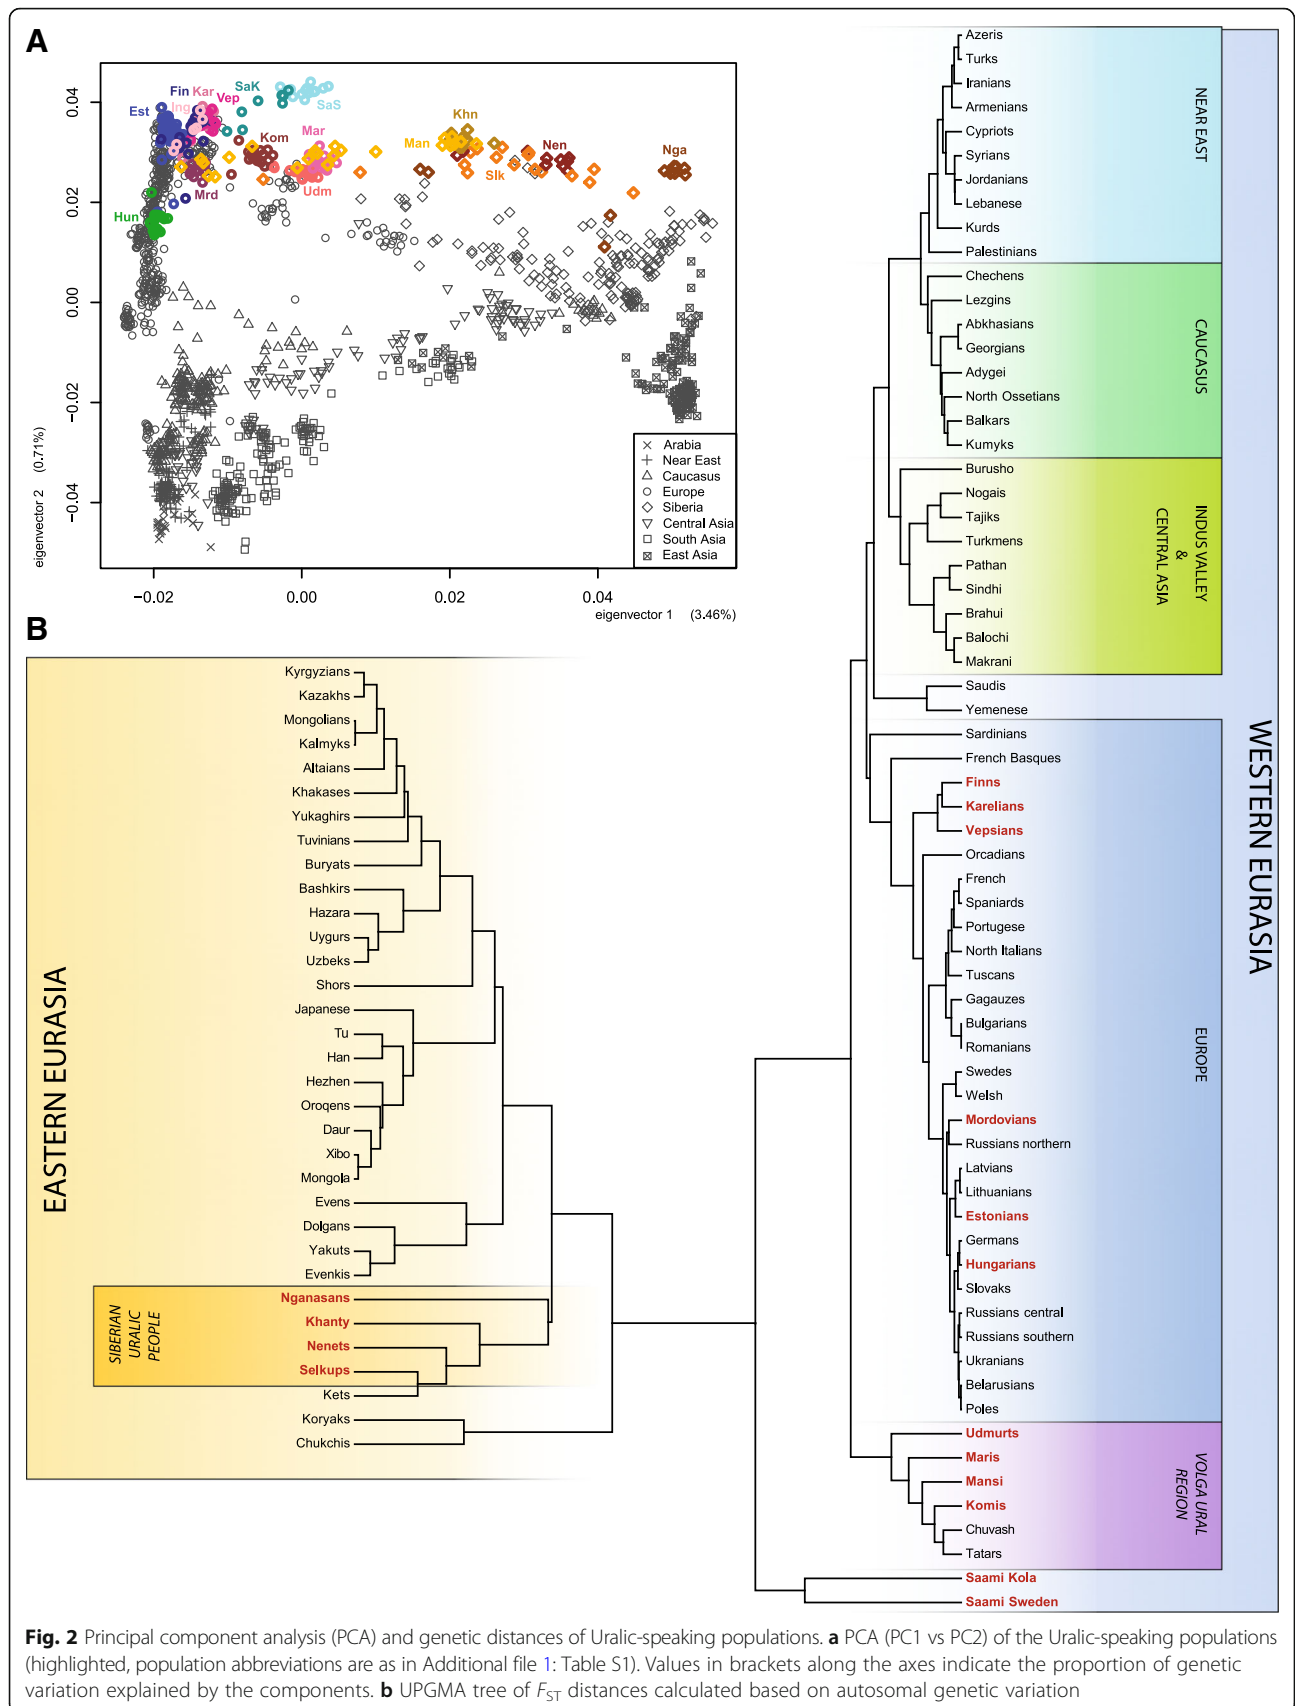 A
0.04
0.02
0.00
−0.02
−0.04
eigenvector 2 (0.71%)
Est
Fin
Kar
Ing
Vep
SaK
SaS
Kom
Mar
Udm
Mrd
Hun
Man
Khn
Slk
Nen
Nga
Arabia
Near East
Caucasus
Europe
Siberia
Central Asia
South Asia
East Asia
−0.02
0.00
0.02
0.04
eigenvector 1 (3.46%)
B
EASTERN EURASIA
Kyrgyzians
Kazakhs
Mongolians
Kalmyks
Altaians
Khakases
Yukaghirs
Tuvinians
Buryats
Bashkirs
Hazara
Uygurs
Uzbeks
Shors
Japanese
Tu
Han
Hezhen
Oroqens
Daur
Xibo
Mongola
Evens
Dolgans
Yakuts
Evenkis
SIBERIAN
URALIC
PEOPLE
Nganasans
Khanty
Nenets
Selkups
Kets
Koryaks
Chukchis
WESTERN EURASIA
Azeris
Turks
Iranians
Armenians
Cypriots
Syrians
Jordanians
Lebanese
Kurds
Palestinians
NEAR EAST
Chechens
Lezgins
Abkhasians
Georgians
Adygei
North Ossetians
Balkars
Kumyks
CAUCASUS
Burusho
Nogais
Tajiks
Turkmens
Pathan
Sindhi
Brahui
Balochi
Makrani
INDUS VALLEY
&
CENTRAL ASIA
Saudis
Yemenese
Sardinians
French Basques
Finns
Karelians
Vepsians
Orcadians
French
Spaniards
Portugese
North Italians
Tuscans
Gagauzes
Bulgarians
Romanians
Swedes
Welsh
Mordovians
Russians northern
Latvians
Lithuanians
Estonians
Germans
Hungarians
Slovaks
Russians central
Russians southern
Ukranians
Belarusians
Poles
EUROPE
Udmurts
Maris
Mansi
Komis
Chuvash
Tatars
VOLGA URAL
REGION
Saami Kola
Saami Sweden
Fig. 2 Principal component analysis (PCA) and genetic distances of Uralic-speaking populations. a PCA (PC1 vs PC2) of the Uralic-speaking populations
(highlighted, population abbreviations are as in Additional file 1: Table S1). Values in brackets along the axes indicate the proportion of genetic
variation explained by the components. b UPGMA tree of FST distances calculated based on autosomal genetic variation